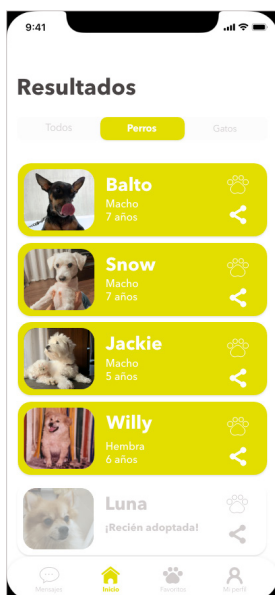 9:41
Resultados
Todos Perros Gatos
Balto
Macho
7 años
Snow
Macho
7 años
Jackie
Macho
5 años
Willy
Hembra
6 años
Luna
¡Recién adoptada!
Mensajes Inicio Favoritos Mi perfil